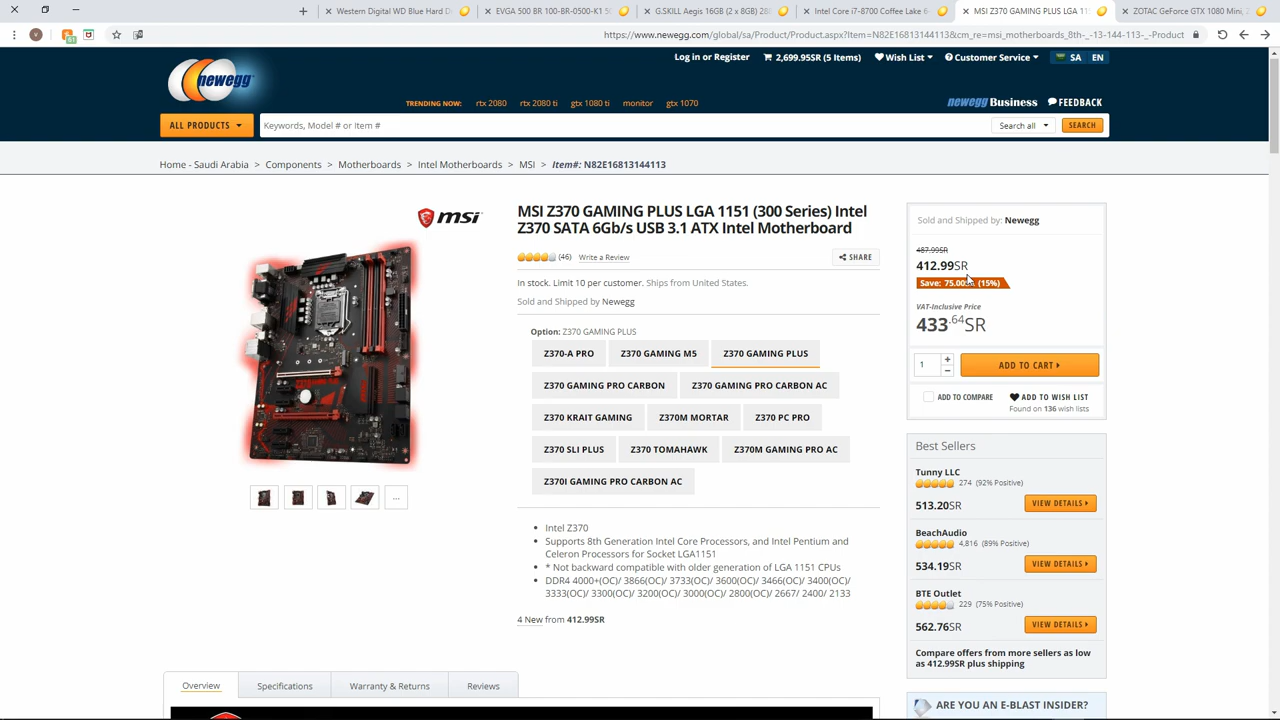 Western Digital WD Blue Hard D
EVGA 500 BR 100-BR-0500-K1 50
G.SKILL Aegis 16GB (2 x 8GB) 288
Intel Core i7-8700 Coffee Lake 6-
MSI Z370 GAMING PLUS LGA 115
ZOTAC GeForce GTX 1080 Mini, Z
https://www.newegg.com/global/sa/Product/Product.aspx?Item=N82E16813144113&cm_re=msi_motherboards_8th-_-13-144-113-_-Product
Log in or Register
2,699.95SR (5 Items)
Wish List
Customer Service
SA
EN
newegg
TRENDING NOW: rtx 2080 rtx 2080 ti gtx 1080 ti monitor gtx 1070
newegg Business
FEEDBACK
ALL PRODUCTS
Keywords, Model # or Item #
Search all
SEARCH
Home - Saudi Arabia > Components > Motherboards > Intel Motherboards > MSI > Item#: N82E16813144113
msi
MSI Z370 GAMING PLUS LGA 1151 (300 Series) Intel
Z370 SATA 6Gb/s USB 3.1 ATX Intel Motherboard
(46) Write a Review
SHARE
In stock. Limit 10 per customer. Ships from United States.
Sold and Shipped by Newegg
Option: Z370 GAMING PLUS
Z370-A PRO
Z370 GAMING M5
Z370 GAMING PLUS
Z370 GAMING PRO CARBON
Z370 GAMING PRO CARBON AC
Z370 KRAIT GAMING
Z370M MORTAR
Z370 PC PRO
Z370 SLI PLUS
Z370 TOMAHAWK
Z370M GAMING PRO AC
Z370I GAMING PRO CARBON AC
...
• Intel Z370
• Supports 8th Generation Intel Core Processors, and Intel Pentium and
Celeron Processors for Socket LGA1151
• * Not backward compatible with older generation of LGA 1151 CPUs
• DDR4 4000+(OC)/ 3866(OC)/ 3733(OC)/ 3600(OC)/ 3466(OC)/ 3400(OC)/
3333(OC)/ 3300(OC)/ 3200(OC)/ 3000(OC)/ 2800(OC)/ 2667/ 2400/ 2133
4 New from 412.99SR
Sold and Shipped by: Newegg
487.99SR
412.99SR
Save: 75.00SR (15%)
VAT-Inclusive Price
433.64SR
1
ADD TO CART
ADD TO COMPARE
ADD TO WISH LIST
Found on 136 wish lists
Best Sellers
Tunny LLC
274 (92% Positive)
513.20SR
VIEW DETAILS
BeachAudio
4,816 (89% Positive)
534.19SR
VIEW DETAILS
BTE Outlet
229 (75% Positive)
562.76SR
VIEW DETAILS
Compare offers from more sellers as low
as 412.99SR plus shipping
ARE YOU AN E-BLAST INSIDER?
Overview
Specifications
Warranty & Returns
Reviews